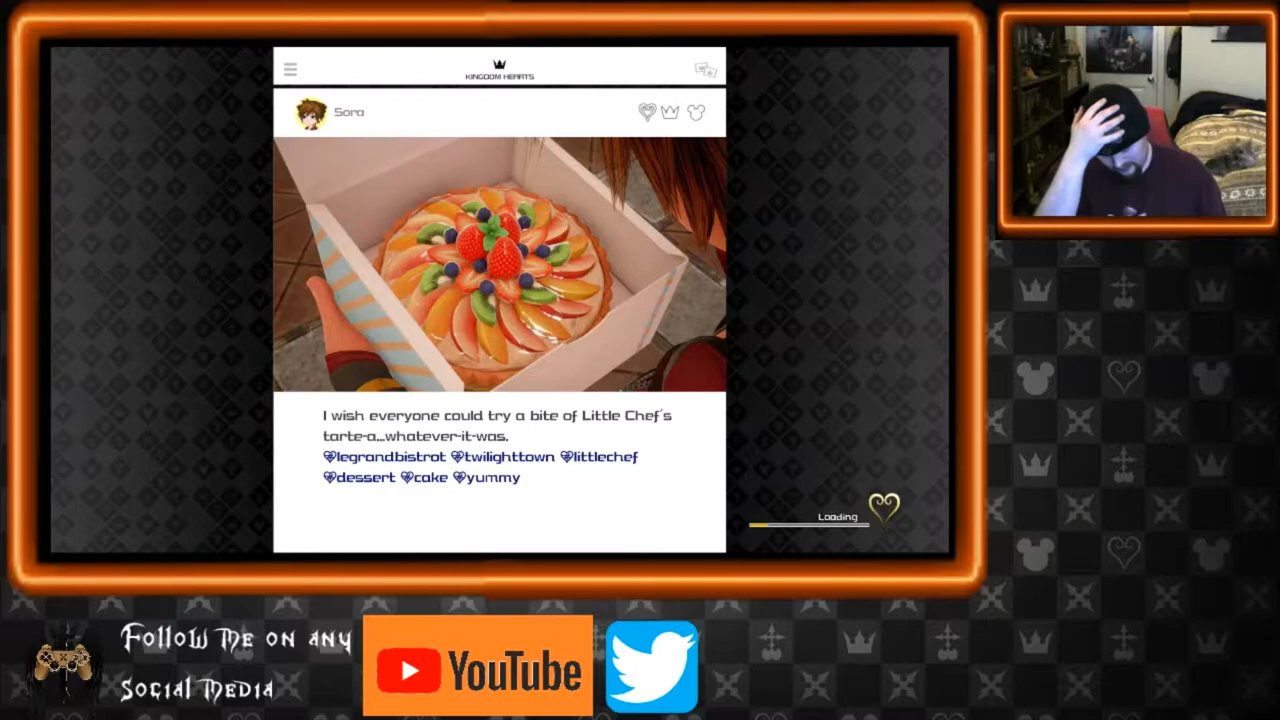 KINGDOM HEARTS
Sora
I wish everyone could try a bite of Little Chef's
tarte-a...whatever-it-was.
legrandbistrot twilighttown littlechef
dessert cake yummy
Loading
Follow Me on any
Social Media
YouTube